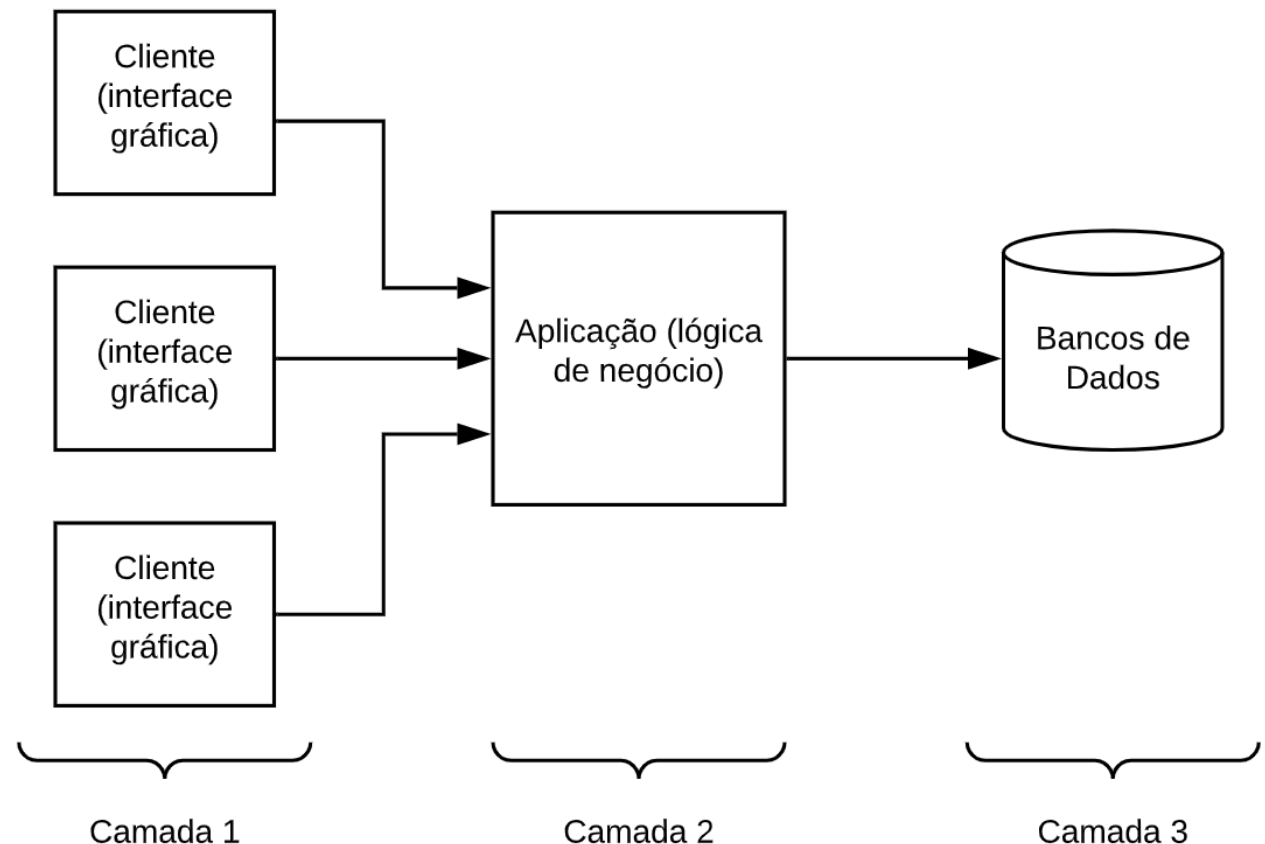 Cliente
(interface
gráfica)
Cliente
(interface
gráfica)
Cliente
(interface
gráfica)
Aplicação (lógica
de negócio)
Bancos de
Dados
Camada 1
Camada 2
Camada 3